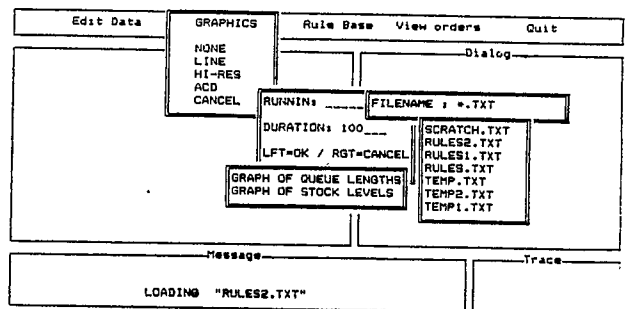 Edit Data GRAPHICS Rule Base View orders Quit
NONE
LINE
HI-RES
ACD
CANCEL
Dialog
RUNNIN: _____
DURATION: 100___
LFT=OK / RGT=CANCEL
FILENAME : *.TXT
SCRATCH.TXT
RULES2.TXT
RULES1.TXT
RULES.TXT
TEMP.TXT
TEMP2.TXT
TEMP1.TXT
GRAPH OF QUEUE LENGTHS
GRAPH OF STOCK LEVELS
Message
Trace
LOADING "RULES2.TXT"